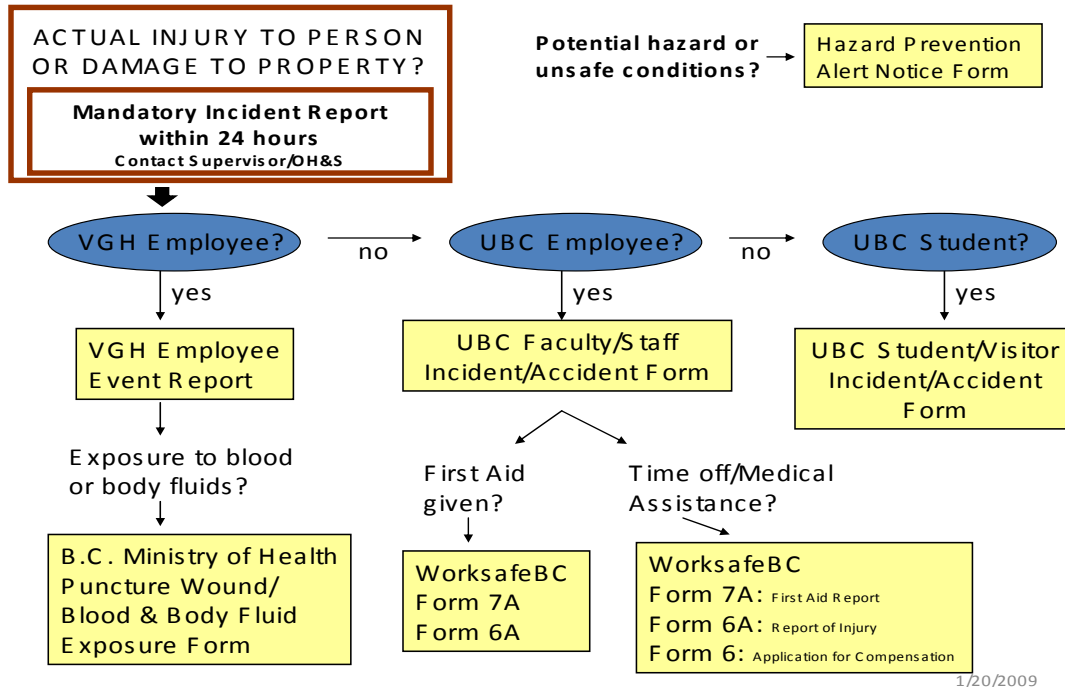 ACTUAL INJURY TO PERSON
OR DAMAGE TO PROPERTY?
Mandatory Incident Report
within 24 hours
Contact Supervisor/OH&S
Potential hazard or
unsafe conditions?
Hazard Prevention
Alert Notice Form
VGH Employee?
no
UBC Employee?
no
UBC Student?
yes
yes
yes
VGH Employee
Event Report
UBC Faculty/Staff
Incident/Accident Form
UBC Student/Visitor
Incident/Accident
Form
Exposure to blood
or body fluids?
First Aid
given?
Time off/Medical
Assistance?
B.C. Ministry of Health
Puncture Wound/
Blood & Body Fluid
Exposure Form
WorksafeBC
Form 7A
Form 6A
WorksafeBC
Form 7A: First Aid Report
Form 6A: Report of Injury
Form 6: Application for Compensation
1/20/2009